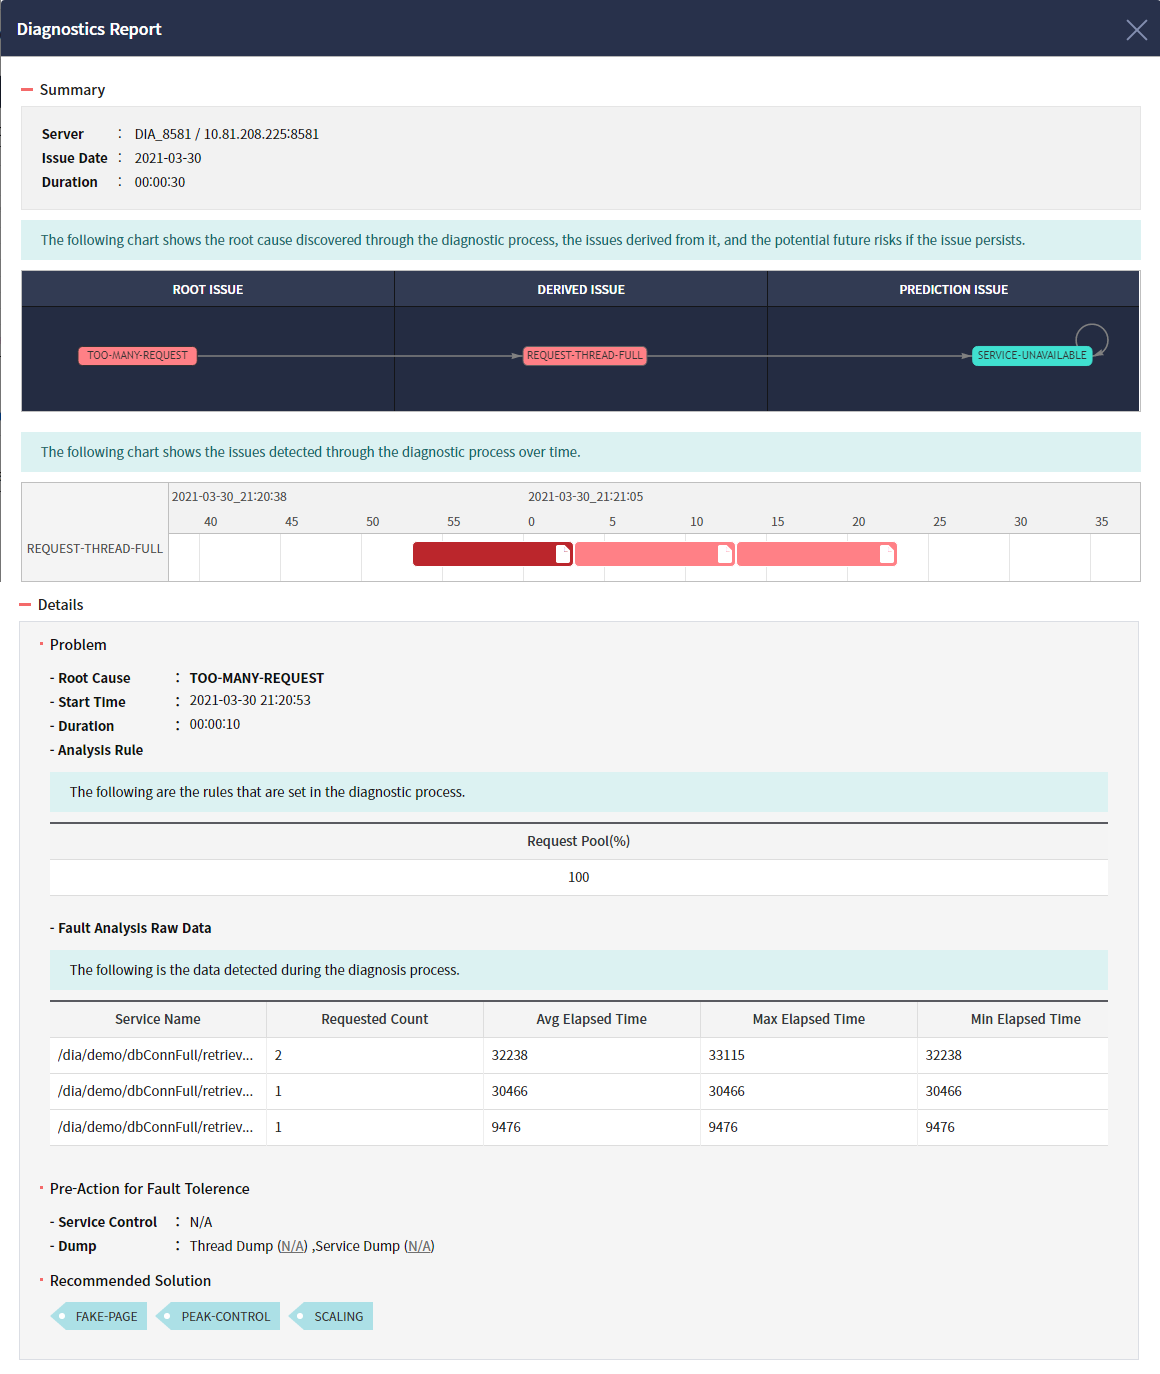 Diagnostics Report
Summary
Server : DIA_8581 / 10.81.208.225:8581
Issue Date : 2021-03-30
Duration : 00:00:30
The following chart shows the root cause discovered through the diagnostic process, the issues derived from it, and the potential future risks if the issue persists.
ROOT ISSUE DERIVED ISSUE PREDICTION ISSUE
TOO-MANY-REQUEST REQUEST-THREAD-FULL SERVICE-UNAVAILABLE
The following chart shows the issues detected through the diagnostic process over time.
2021-03-30_21:20:38 2021-03-30_21:21:05
40 45 50 55 0 5 10 15 20 25 30 35
REQUEST-THREAD-FULL
Details
Problem
- Root Cause : TOO-MANY-REQUEST
- Start Time : 2021-03-30 21:20:53
- Duration : 00:00:10
- Analysis Rule
The following are the rules that are set in the diagnostic process.
Request Pool(%)
100
- Fault Analysis Raw Data
The following is the data detected during the diagnosis process.
Service Name Requested Count Avg Elapsed Time Max Elapsed Time Min Elapsed Time
/dia/demo/dbConnFull/retriev... 2 32238 33115 32238
/dia/demo/dbConnFull/retriev... 1 30466 30466 30466
/dia/demo/dbConnFull/retriev... 1 9476 9476 9476
Pre-Action for Fault Tolerence
- Service Control : N/A
- Dump : Thread Dump (N/A) ,Service Dump (N/A)
Recommended Solution
FAKE-PAGE PEAK-CONTROL SCALING